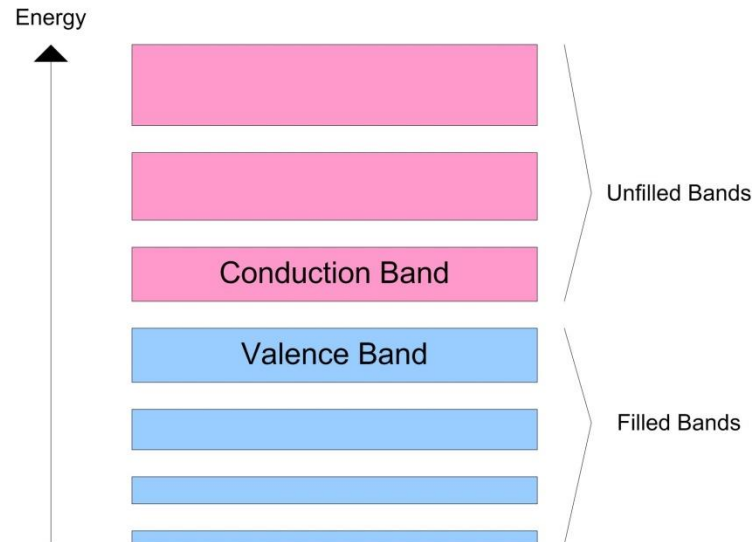 Energy
Unfilled Bands
Conduction Band
Valence Band
Filled Bands